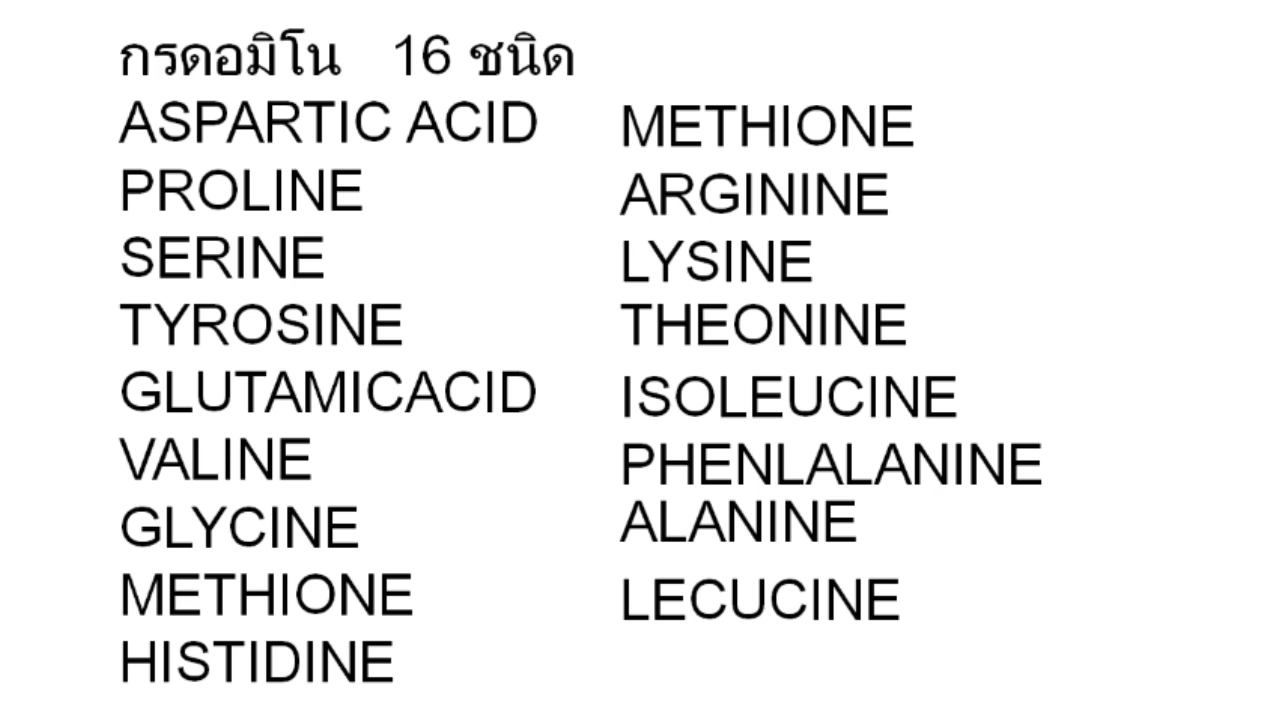 กรดอมิโน 16 ชนิด
ASPARTIC ACID
PROLINE
SERINE
TYROSINE
GLUTAMICACID
VALINE
GLYCINE
METHIONE
HISTIDINE
METHIONE
ARGININE
LYSINE
THEONINE
ISOLEUCINE
PHENLALANINE
ALANINE
LECUCINE